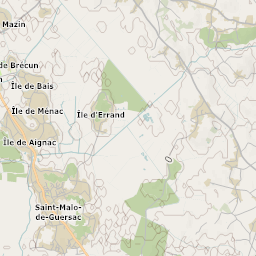 Mazin
de Brécun
Île de Bais
Île de Ménac
Île d'Errand
Île de Aignac
Saint-Malo-
de-Guersac